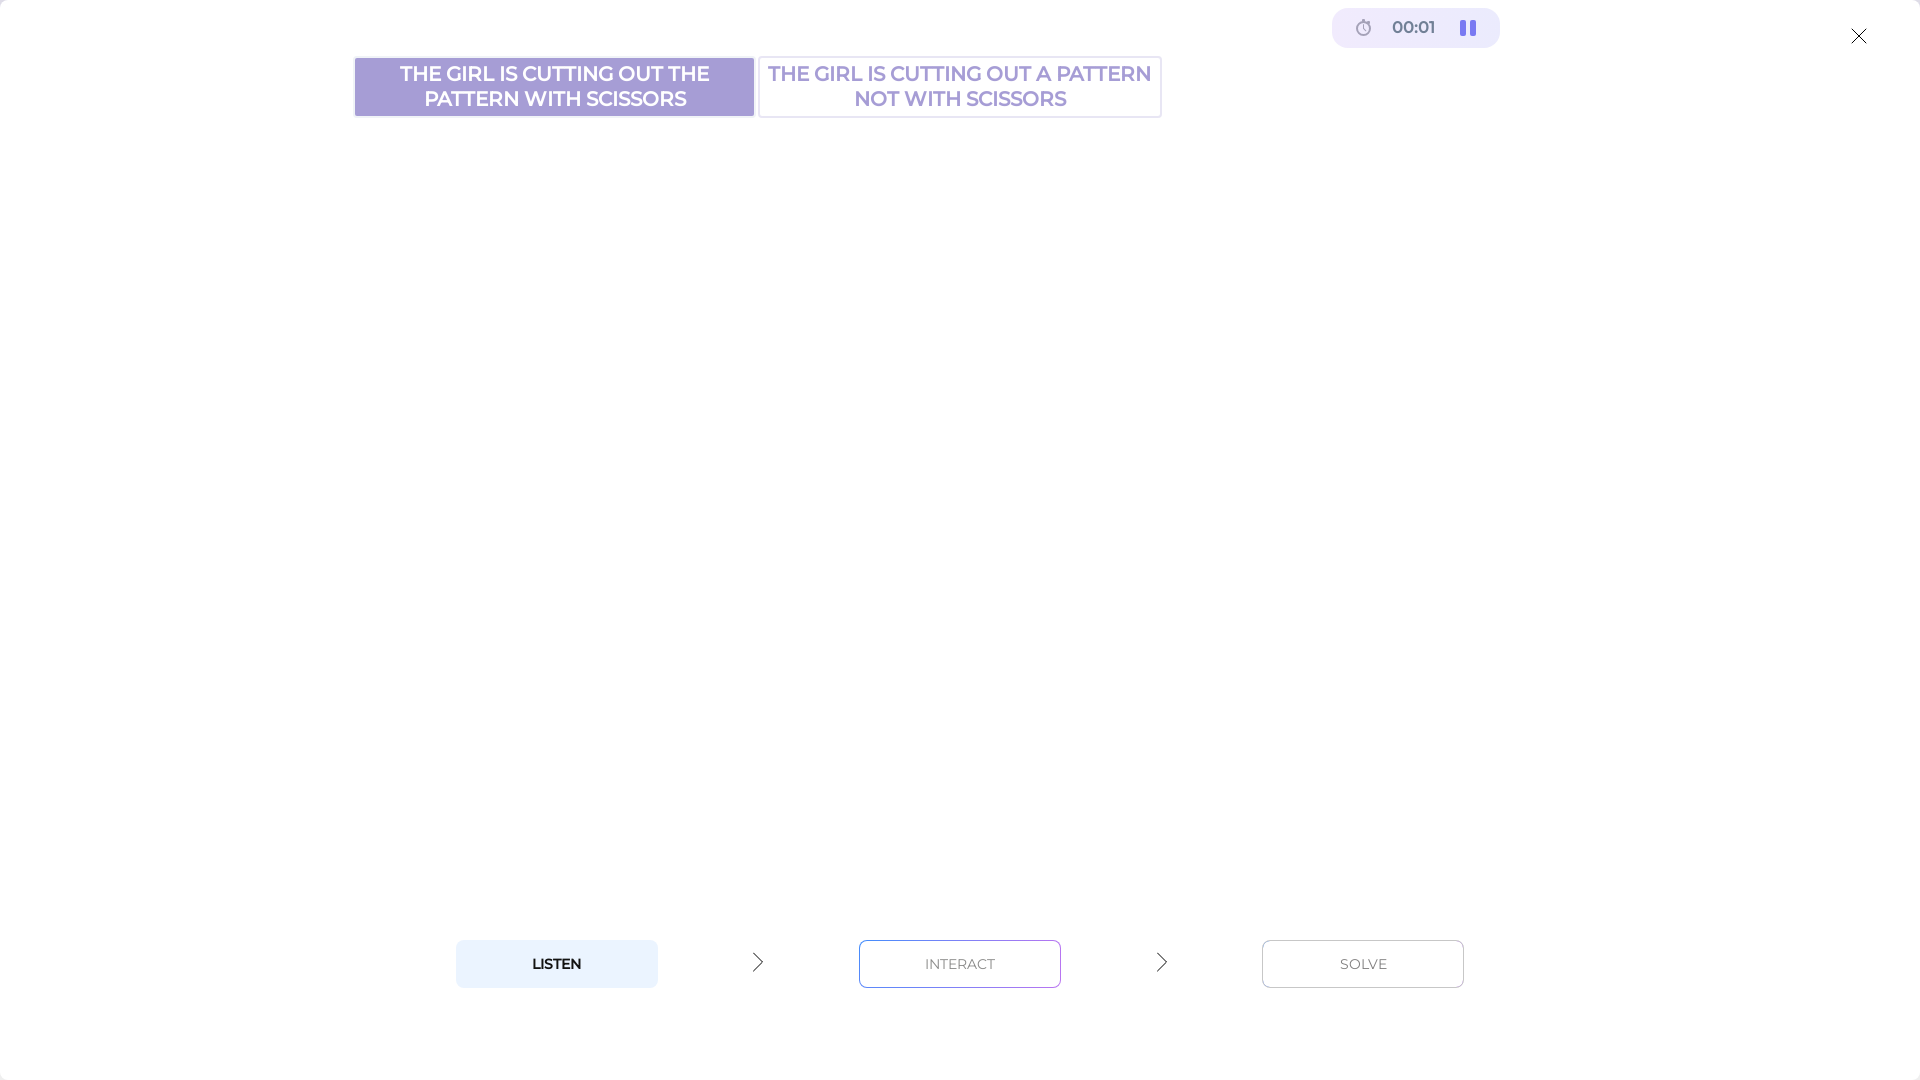 00:01
THE GIRL IS CUTTING OUT THE
PATTERN WITH SCISSORS
THE GIRL IS CUTTING OUT A PATTERN
NOT WITH SCISSORS
LISTEN
INTERACT
SOLVE